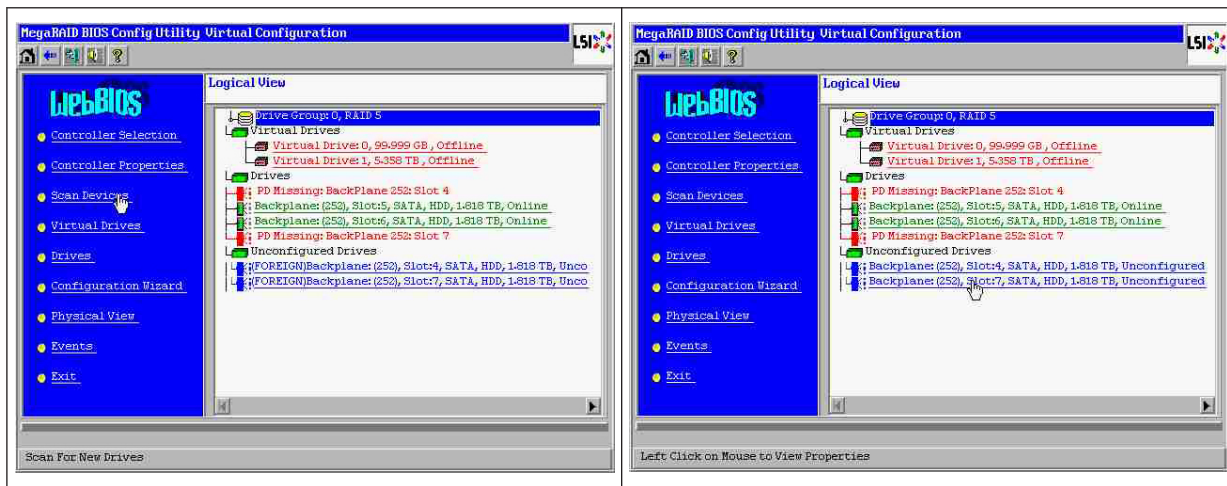 MegaRAID BIOS Config Utility Virtual Configuration
LSI
WebBIOS
Controller Selection
Controller Properties
Scan Devices
Virtual Drives
Drives
Configuration Wizard
Physical View
Events
Exit
Logical View
Drive Group: 0, RAID 5
Virtual Drives
Virtual Drive: 0, 99.999 GB , Offline
Virtual Drive: 1, 5.358 TB , Offline
Drives
PD Missing: BackPlane 252: Slot 4
Backplane: (252), Slot:5, SATA, HDD, 1.818 TB, Online
Backplane: (252), Slot:6, SATA, HDD, 1.818 TB, Online
PD Missing: BackPlane 252: Slot 7
Unconfigured Drives
(FOREIGN)Backplane: (252), Slot:4, SATA, HDD, 1.818 TB, Unco
(FOREIGN)Backplane: (252), Slot:7, SATA, HDD, 1.818 TB, Unco
Scan For New Drives
MegaRAID BIOS Config Utility Virtual Configuration
LSI
WebBIOS
Controller Selection
Controller Properties
Scan Devices
Virtual Drives
Drives
Configuration Wizard
Physical View
Events
Exit
Logical View
Drive Group: 0, RAID 5
Virtual Drives
Virtual Drive: 0, 99.999 GB , Offline
Virtual Drive: 1, 5.358 TB , Offline
Drives
PD Missing: BackPlane 252: Slot 4
Backplane: (252), Slot:5, SATA, HDD, 1.818 TB, Online
Backplane: (252), Slot:6, SATA, HDD, 1.818 TB, Online
PD Missing: BackPlane 252: Slot 7
Unconfigured Drives
Backplane: (252), Slot:4, SATA, HDD, 1.818 TB, Unconfigured
Backplane: (252), Slot:7, SATA, HDD, 1.818 TB, Unconfigured
Left Click on Mouse to View Properties